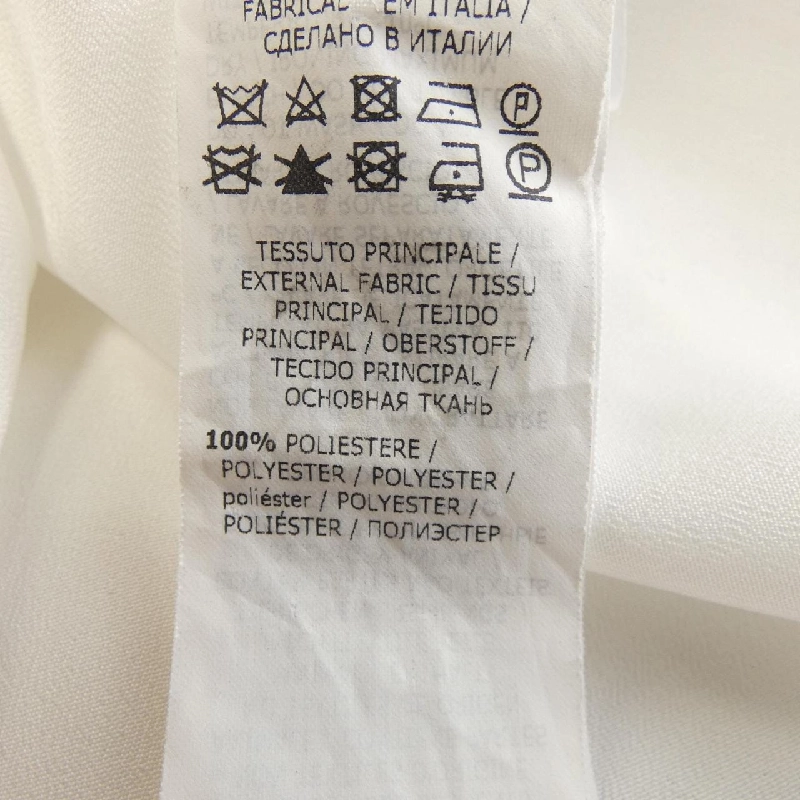 EM ITALIA /
СДЕЛАНО В ИТАЛИИ
P
P
TESSUTO PRINCIPALE /
EXTERNAL FABRIC / TISSU
PRINCIPAL / TEJIDO
PRINCIPAL / OBERSTOFF /
TECIDO PRINCIPAL /
ОСНОВНАЯ ТКАНЬ
100% POLIESTERE /
POLYESTER / POLYESTER /
poliéster / POLYESTER /
POLIÉSTER / ПОЛИЭСТЕР